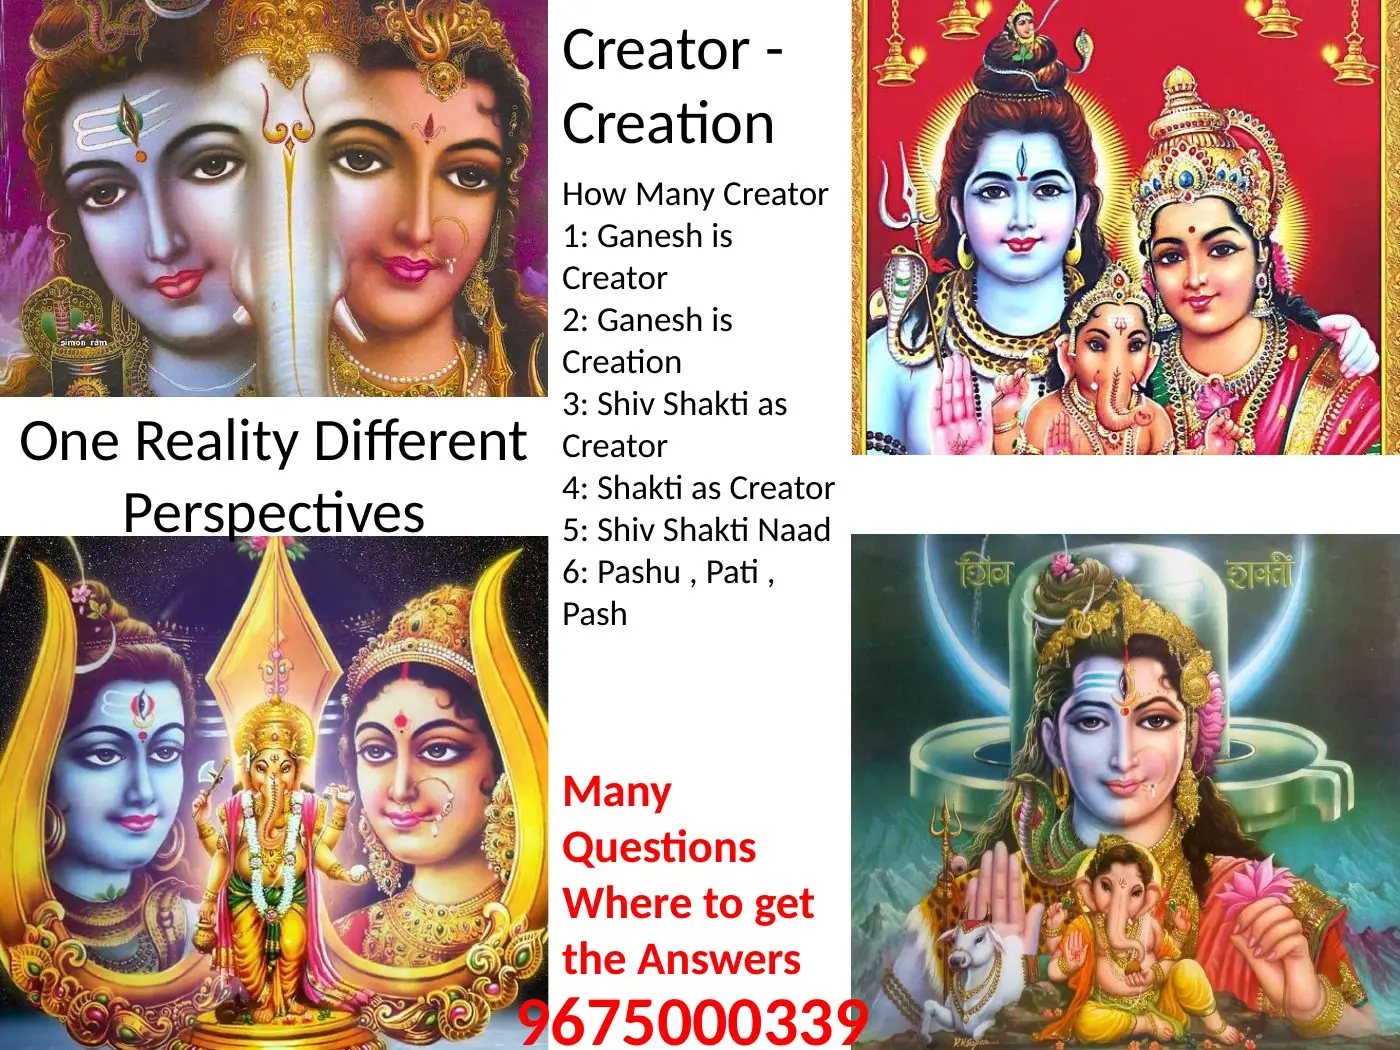 Creator -
Creation
How Many Creator
1: Ganesh is
Creator
2: Ganesh is
Creation
3: Shiv Shakti as
Creator
4: Shakti as Creator
5: Shiv Shakti Naad
6: Pashu , Pati ,
Pash
simon_ram
One Reality Different
Perspectives
शिव
शक्ती
Many
Questions
Where to get
the Answers
9675000339